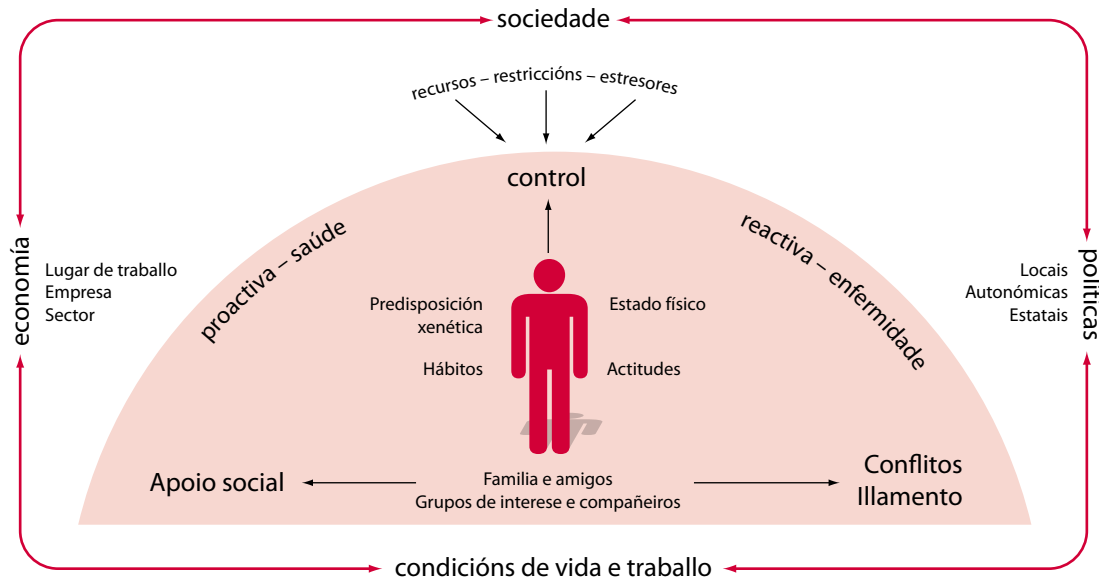 sociedade
recursos – restriccións – estresores
control
proactiva – saúde
reactiva – enfermidade
economía
Lugar de traballo
Empresa
Sector
Predisposición
xenética
Estado físico
Hábitos
Actitudes
Locais
Autonómicas
Estatais
políticas
Apoio social
Familia e amigos
Grupos de interese e compañeiros
Conflitos
Illamento
condicións de vida e traballo